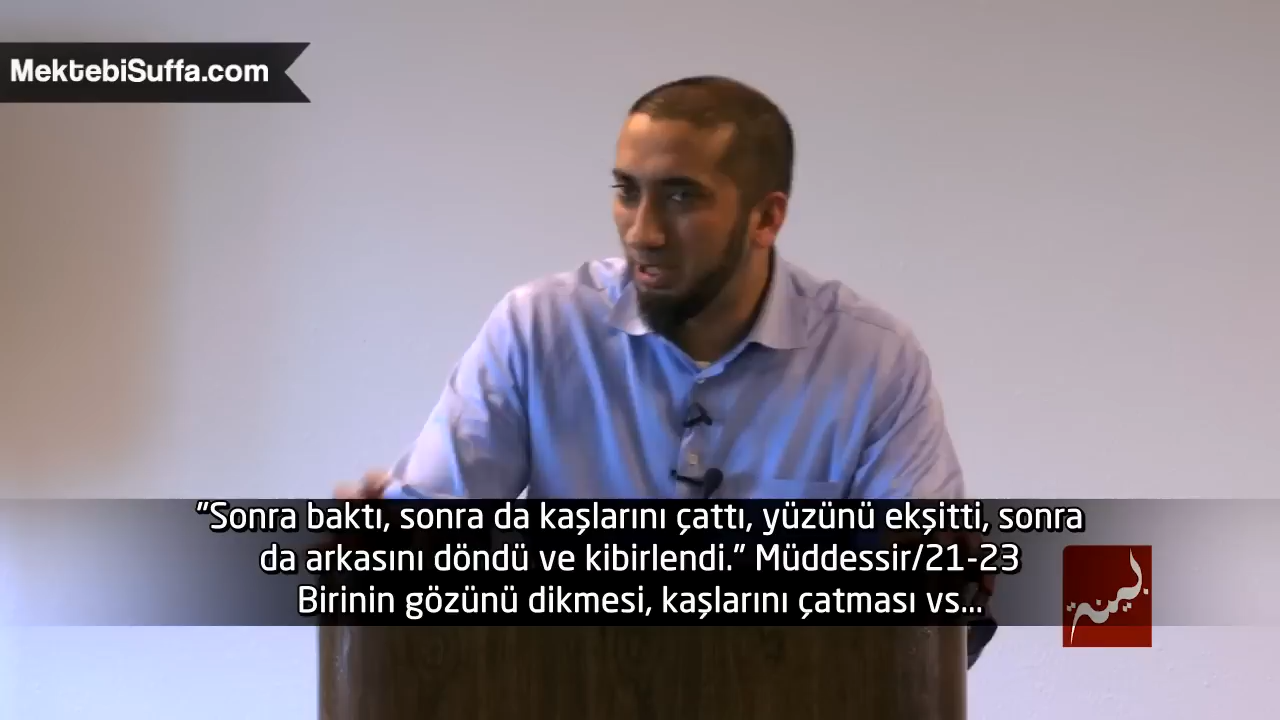 MektebiSuffa.com
"Sonra baktı, sonra da kaşlarını çattı, yüzünü ekşitti, sonra
da arkasını döndü ve kibirlendi." Müddessir/21-23
Birinin gözünü dikmesi, kaşlarını çatması vs...
بينة